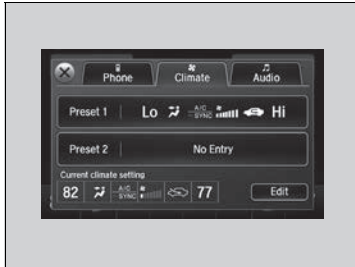 Phone Climate Audio
Preset 1 Lo A/C SYNC Hi
Preset 2 No Entry
Current climate setting
82 A/C SYNC 77 Edit